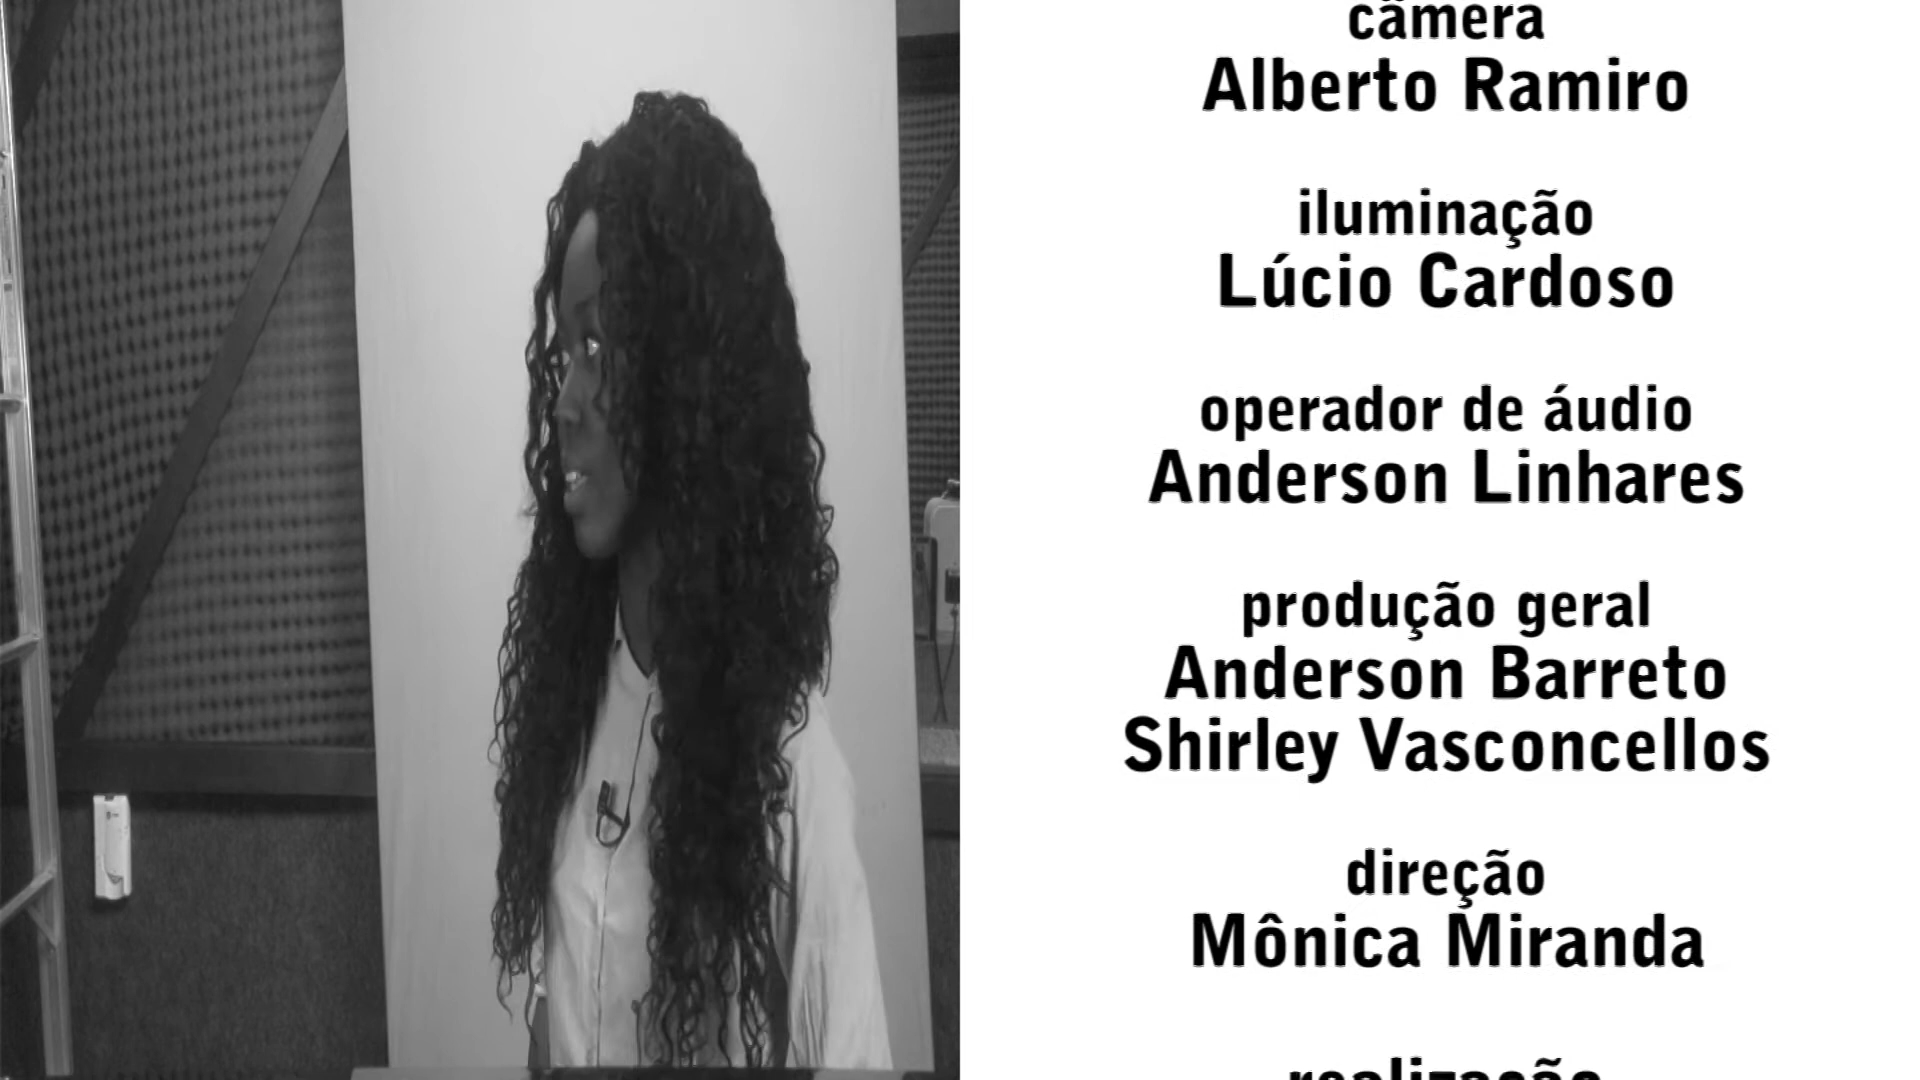 câmera
Alberto Ramiro
iluminação
Lúcio Cardoso
operador de áudio
Anderson Linhares
produção geral
Anderson Barreto
Shirley Vasconcellos
direção
Mônica Miranda
realização